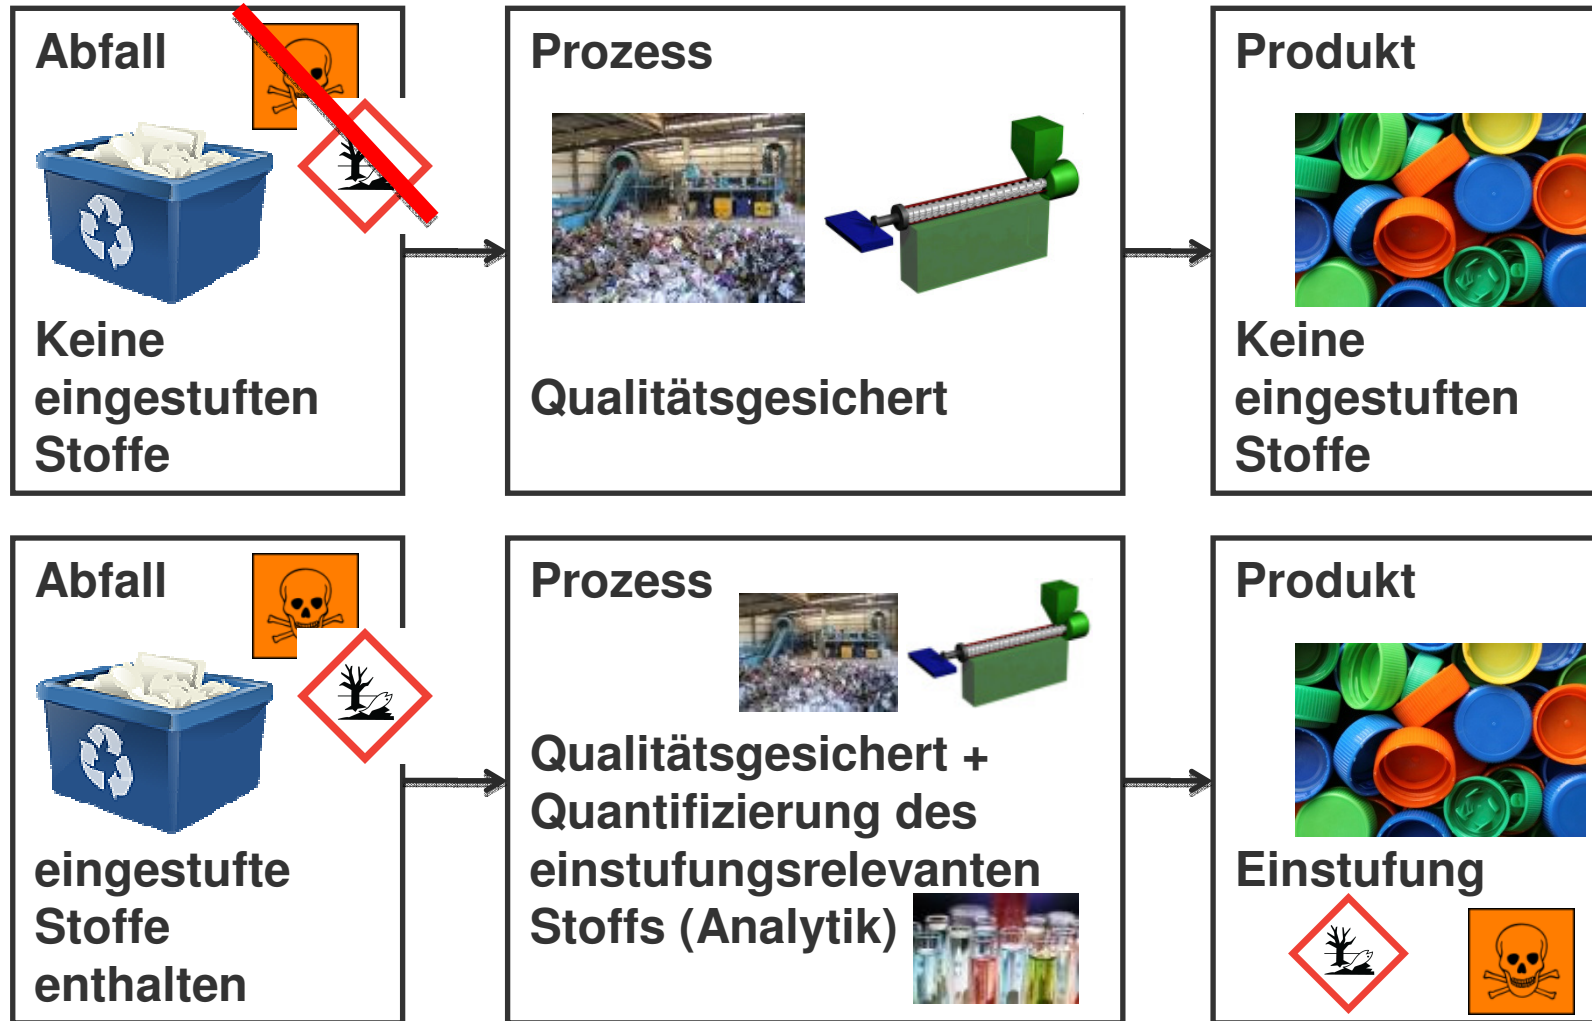 Abfall
Keine
eingestuften
Stoffe
Prozess
Qualitätsgesichert
Produkt
Keine
eingestuften
Stoffe
Abfall
eingestufte
Stoffe
enthalten
Prozess
Qualitätsgesichert +
Quantifizierung des
einstufungsrelevanten
Stoffs (Analytik)
Produkt
Einstufung